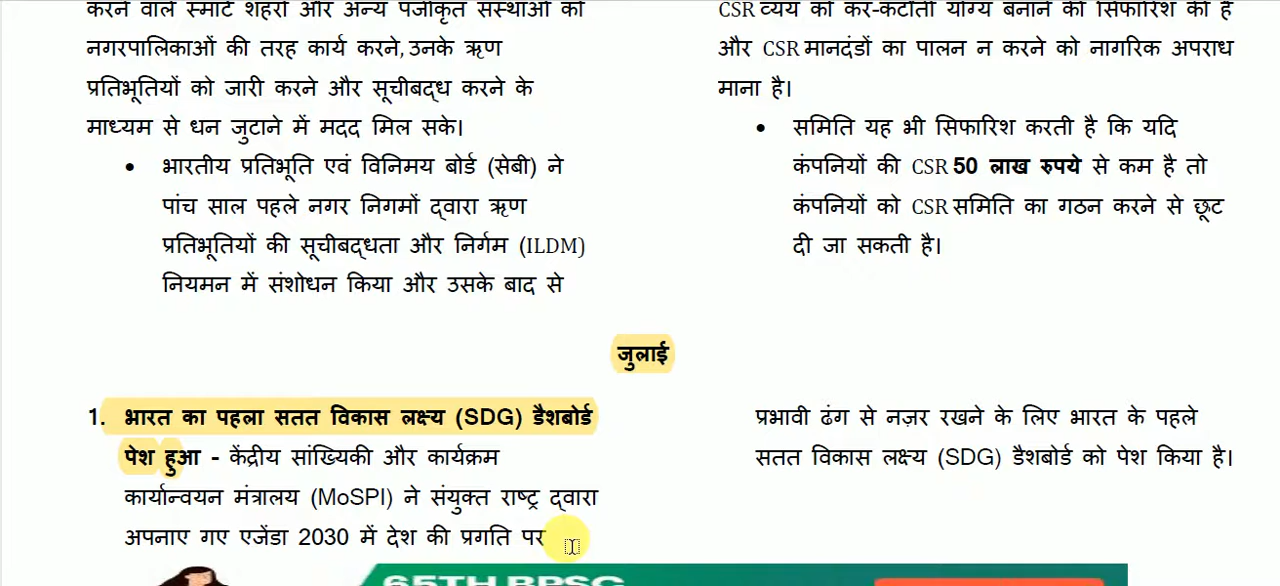 करने वाले स्मार्ट शहरों और अन्य पंजीकृत संस्थाओं को
नगरपालिकाओं की तरह कार्य करने, उनके ऋण
प्रतिभूतियों को जारी करने और सूचीबद्ध करने के
माध्यम से धन जुटाने में मदद मिल सके।
• भारतीय प्रतिभूति एवं विनिमय बोर्ड (सेबी) ने
पांच साल पहले नगर निगमों द्वारा ऋण
प्रतिभूतियों की सूचीबद्धता और निर्गम (ILDM)
नियमन में संशोधन किया और उसके बाद से
CSR व्यय को कर-कटौती योग्य बनाने की सिफारिश की है
और CSR मानदंडों का पालन न करने को नागरिक अपराध
माना है।
• समिति यह भी सिफारिश करती है कि यदि
कंपनियों की CSR 50 लाख रुपये से कम है तो
कंपनियों को CSR समिति का गठन करने से छूट
दी जा सकती है।
जुलाई
1. भारत का पहला सतत विकास लक्ष्य (SDG) डैशबोर्ड
पेश हुआ - केंद्रीय सांख्यिकी और कार्यक्रम
कार्यान्वयन मंत्रालय (MoSPI) ने संयुक्त राष्ट्र द्वारा
अपनाए गए एजेंडा 2030 में देश की प्रगति पर
प्रभावी ढंग से नज़र रखने के लिए भारत के पहले
सतत विकास लक्ष्य (SDG) डैशबोर्ड को पेश किया है।
65TH BPSC